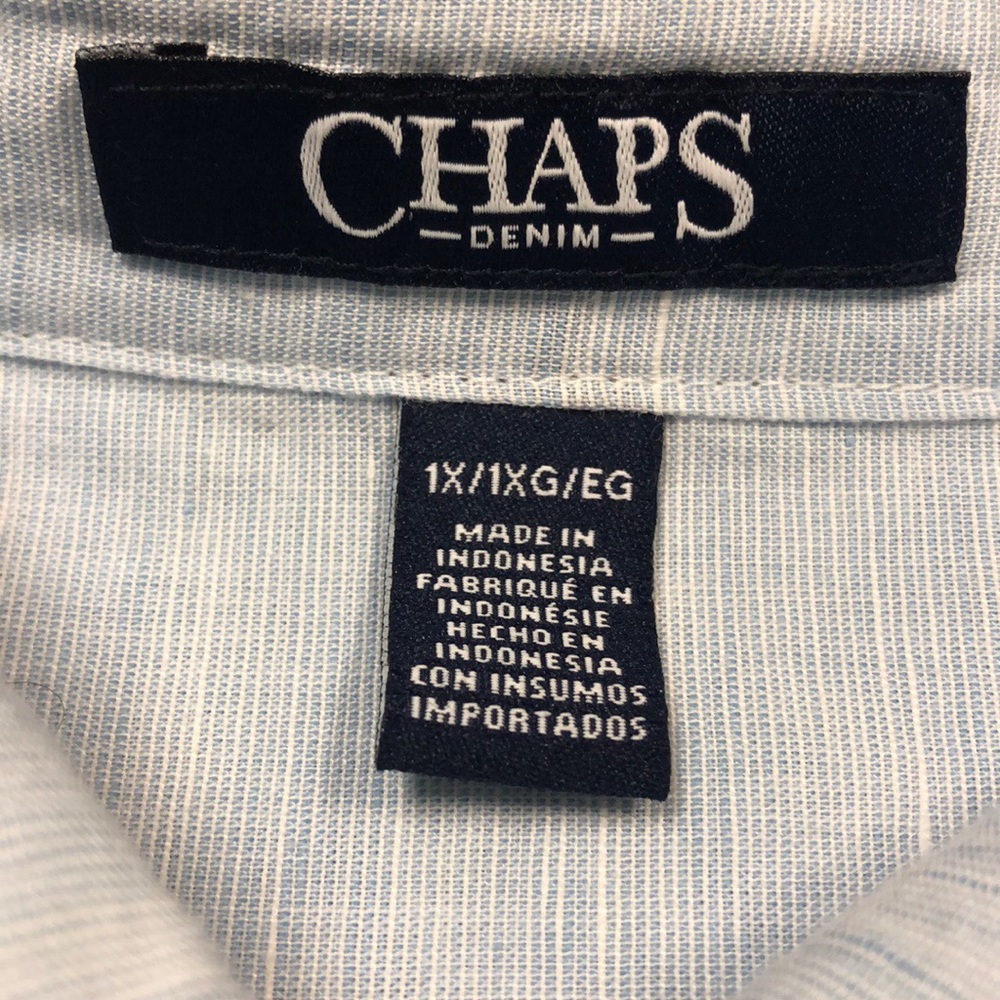 CHAPS
DENIM
1X/1XG/EG
MADE IN
INDONESIA
FABRIQUÉ EN
INDONÉSIE
HECHO EN
INDONESIA
CON INSUMOS
IMPORTADOS